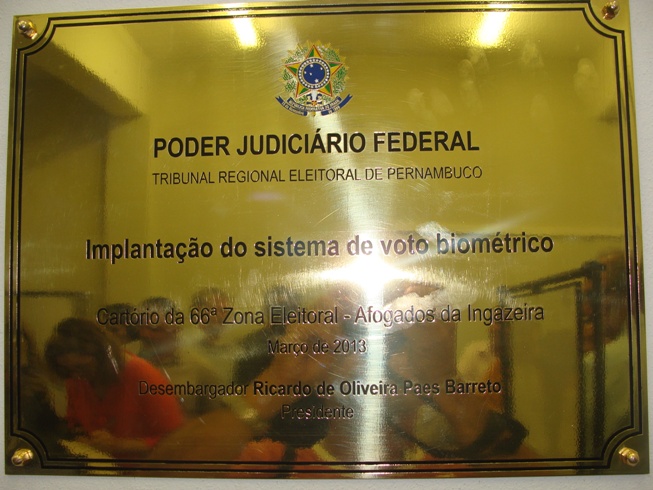 PODER JUDICIÁRIO FEDERAL
TRIBUNAL REGIONAL ELEITORAL DE PERNAMBUCO
Implantação do sistema de voto biométrico
Cartório da 66ª Zona Eleitoral - Afogados da Ingazeira
Março de 2013
Desembargador Ricardo de Oliveira Paes Barreto
Presidente